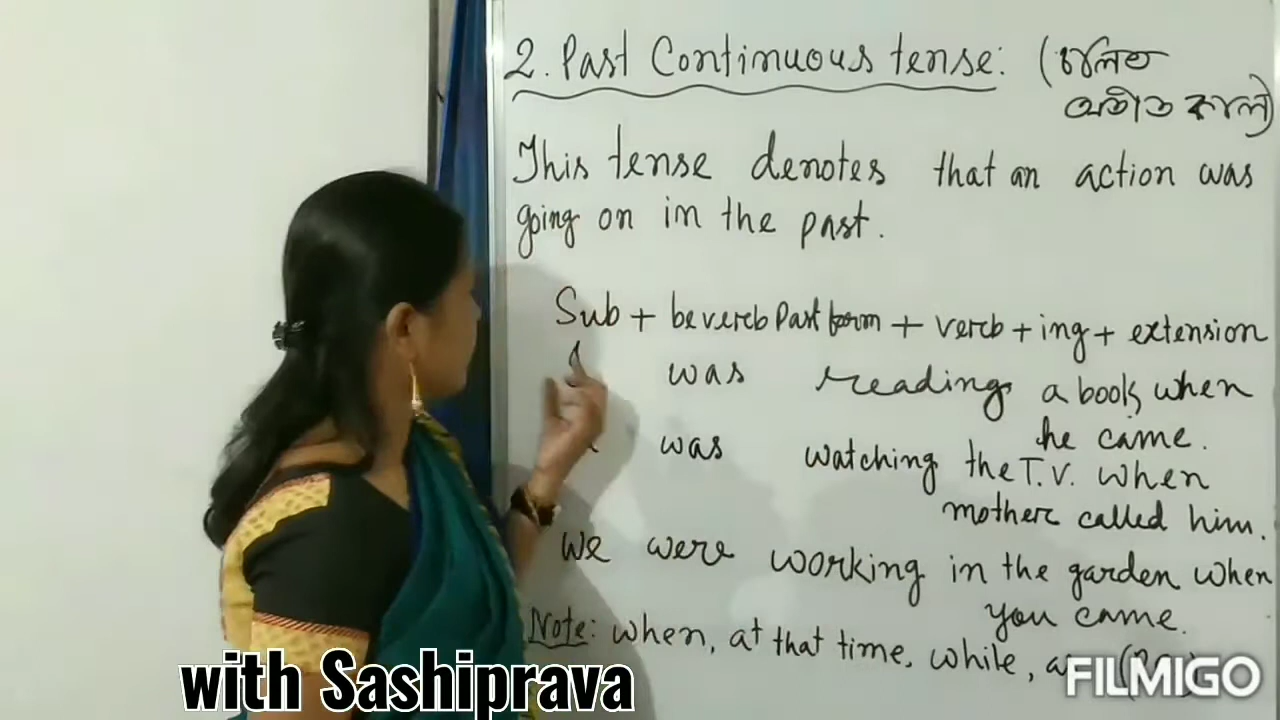 2. Past Continuous tense: (চলিত
অতীত কাল)
This tense denotes that an action was
going on in the past.
Sub + be verb Past form + verb + ing + extension
was reading a book when
he came.
was watching the T.V. when
mother called him.
We were working in the garden when
you came.
Note: when, at that time, while,
with Sashiprava
FILMIGO